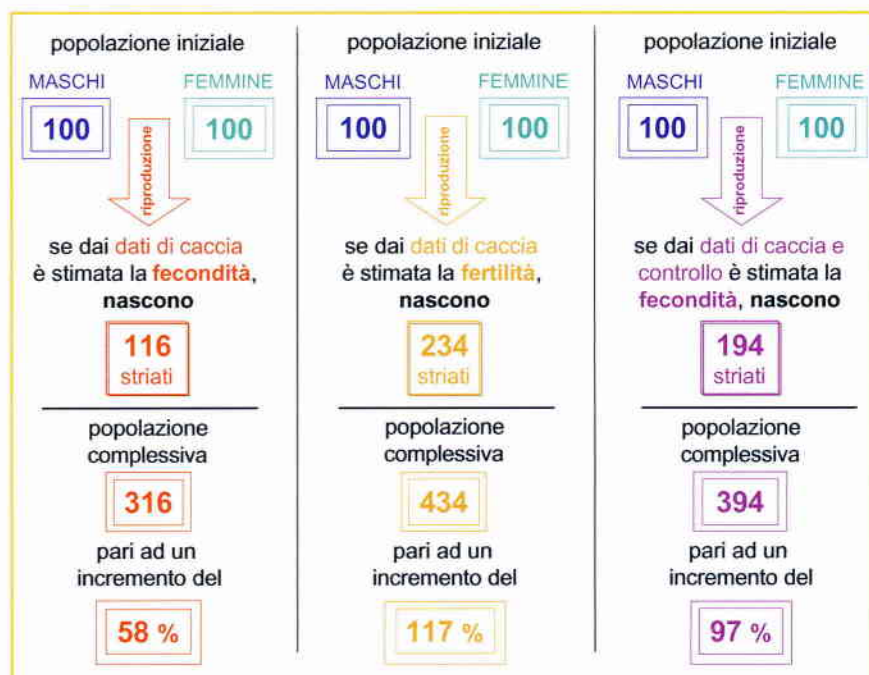 popolazione iniziale
MASCHI
FEMMINE
100
100
riproduzione
se dai dati di caccia
è stimata la fecondità,
nascono
116
striati
popolazione
complessiva
316
pari ad un
incremento del
58 %
popolazione iniziale
MASCHI
FEMMINE
100
100
riproduzione
se dai dati di caccia
è stimata la fertilità,
nascono
234
striati
popolazione
complessiva
434
pari ad un
incremento del
117 %
popolazione iniziale
MASCHI
FEMMINE
100
100
riproduzione
se dai dati di caccia e
controllo è stimata la
fecondità, nascono
194
striati
popolazione
complessiva
394
pari ad un
incremento del
97 %